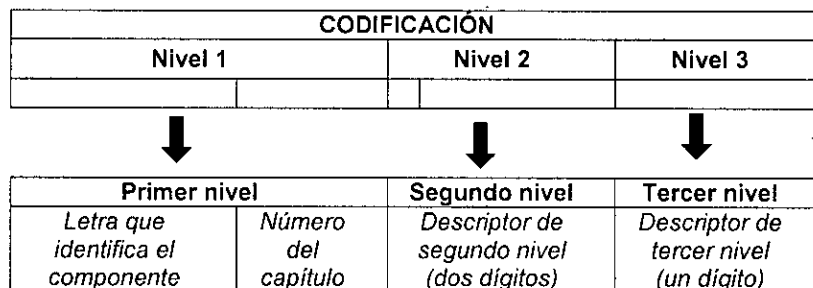 CODIFICACIÓN
Nivel 1 Nivel 2 Nivel 3
Primer nivel Segundo nivel Tercer nivel
Letra que Número Descriptor de Descriptor de
identifica el del segundo nivel tercer nivel
componente capítulo (dos dígitos) (un dígito)